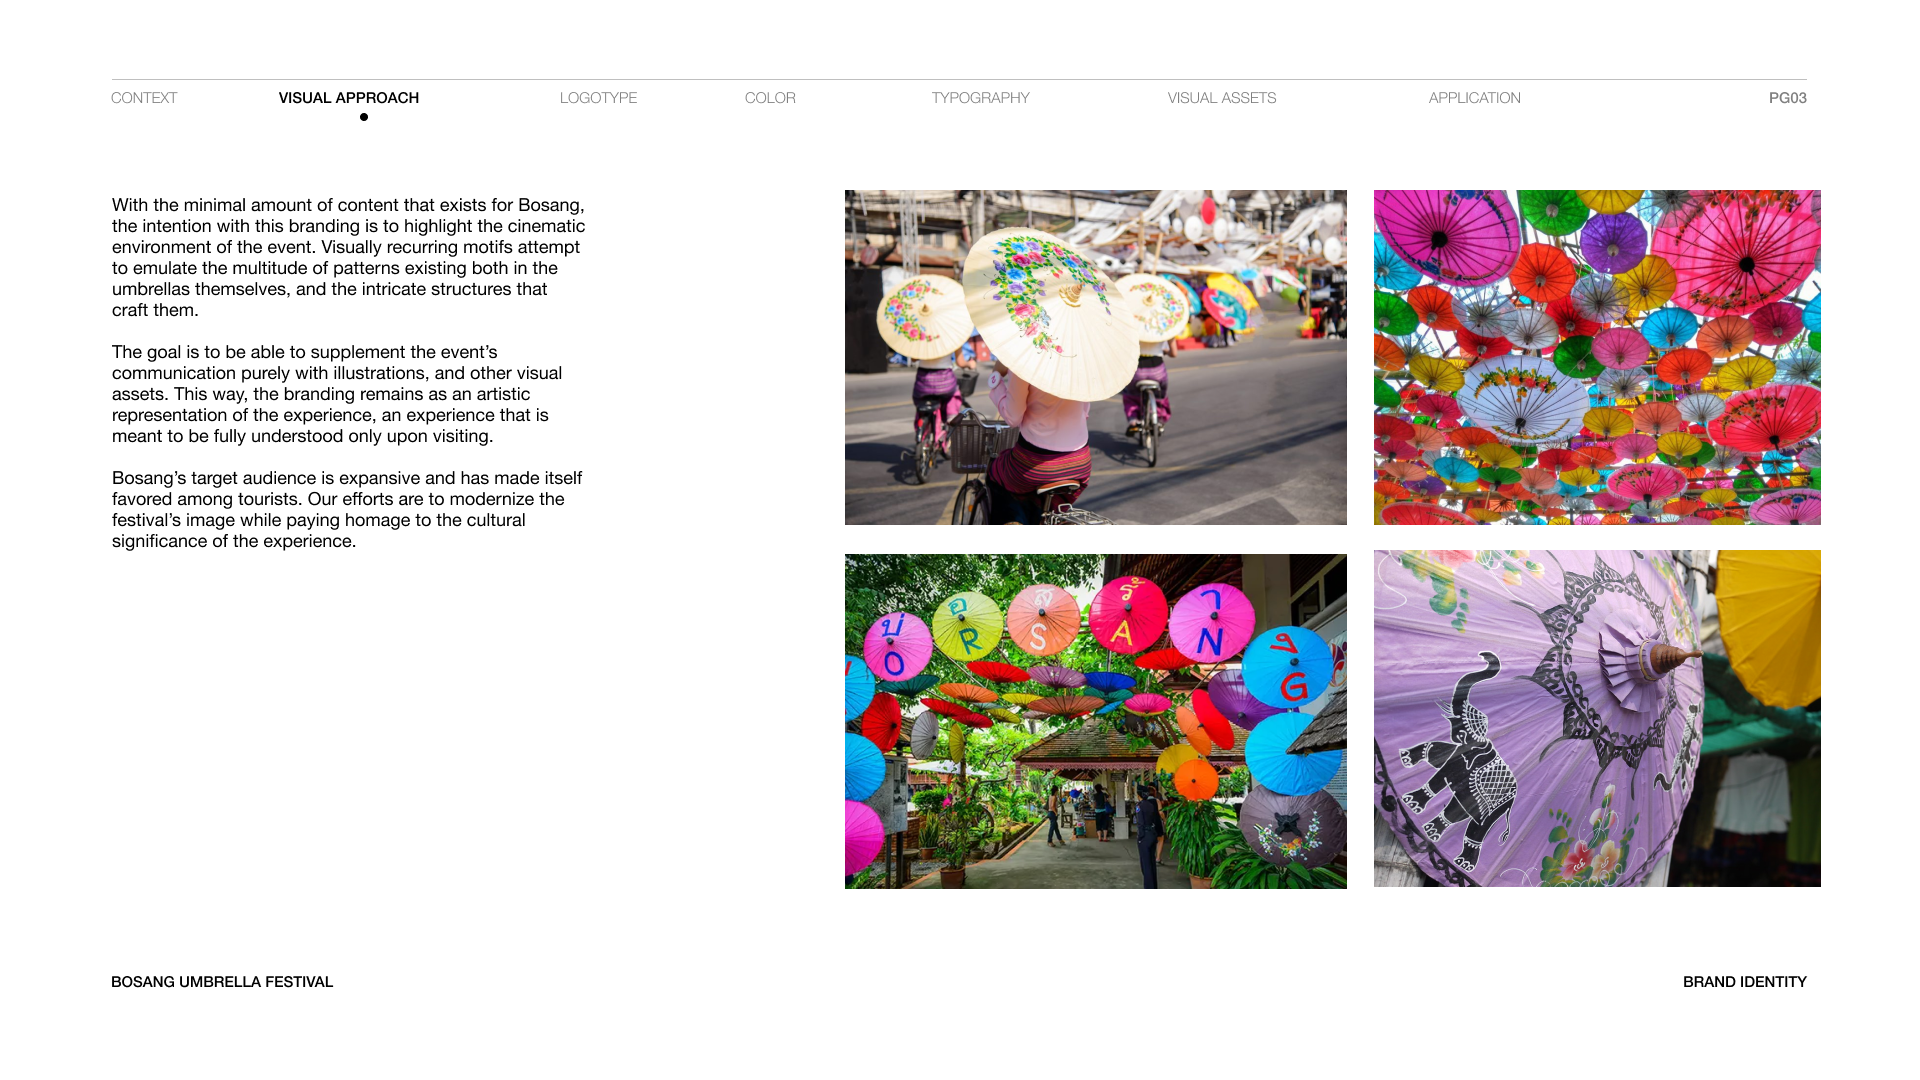 CONTEXT
VISUAL APPROACH
LOGOTYPE
COLOR
TYPOGRAPHY
VISUAL ASSETS
APPLICATION
PG03
With the minimal amount of content that exists for Bosang,
the intention with this branding is to highlight the cinematic
environment of the event. Visually recurring motifs attempt
to emulate the multitude of patterns existing both in the
umbrellas themselves, and the intricate structures that
craft them.
The goal is to be able to supplement the event’s
communication purely with illustrations, and other visual
assets. This way, the branding remains as an artistic
representation of the experience, an experience that is
meant to be fully understood only upon visiting.
Bosang’s target audience is expansive and has made itself
favored among tourists. Our efforts are to modernize the
festival’s image while paying homage to the cultural
significance of the experience.
บ่ อ ส ร้ า ง
O R S A N G
BOSANG UMBRELLA FESTIVAL
BRAND IDENTITY